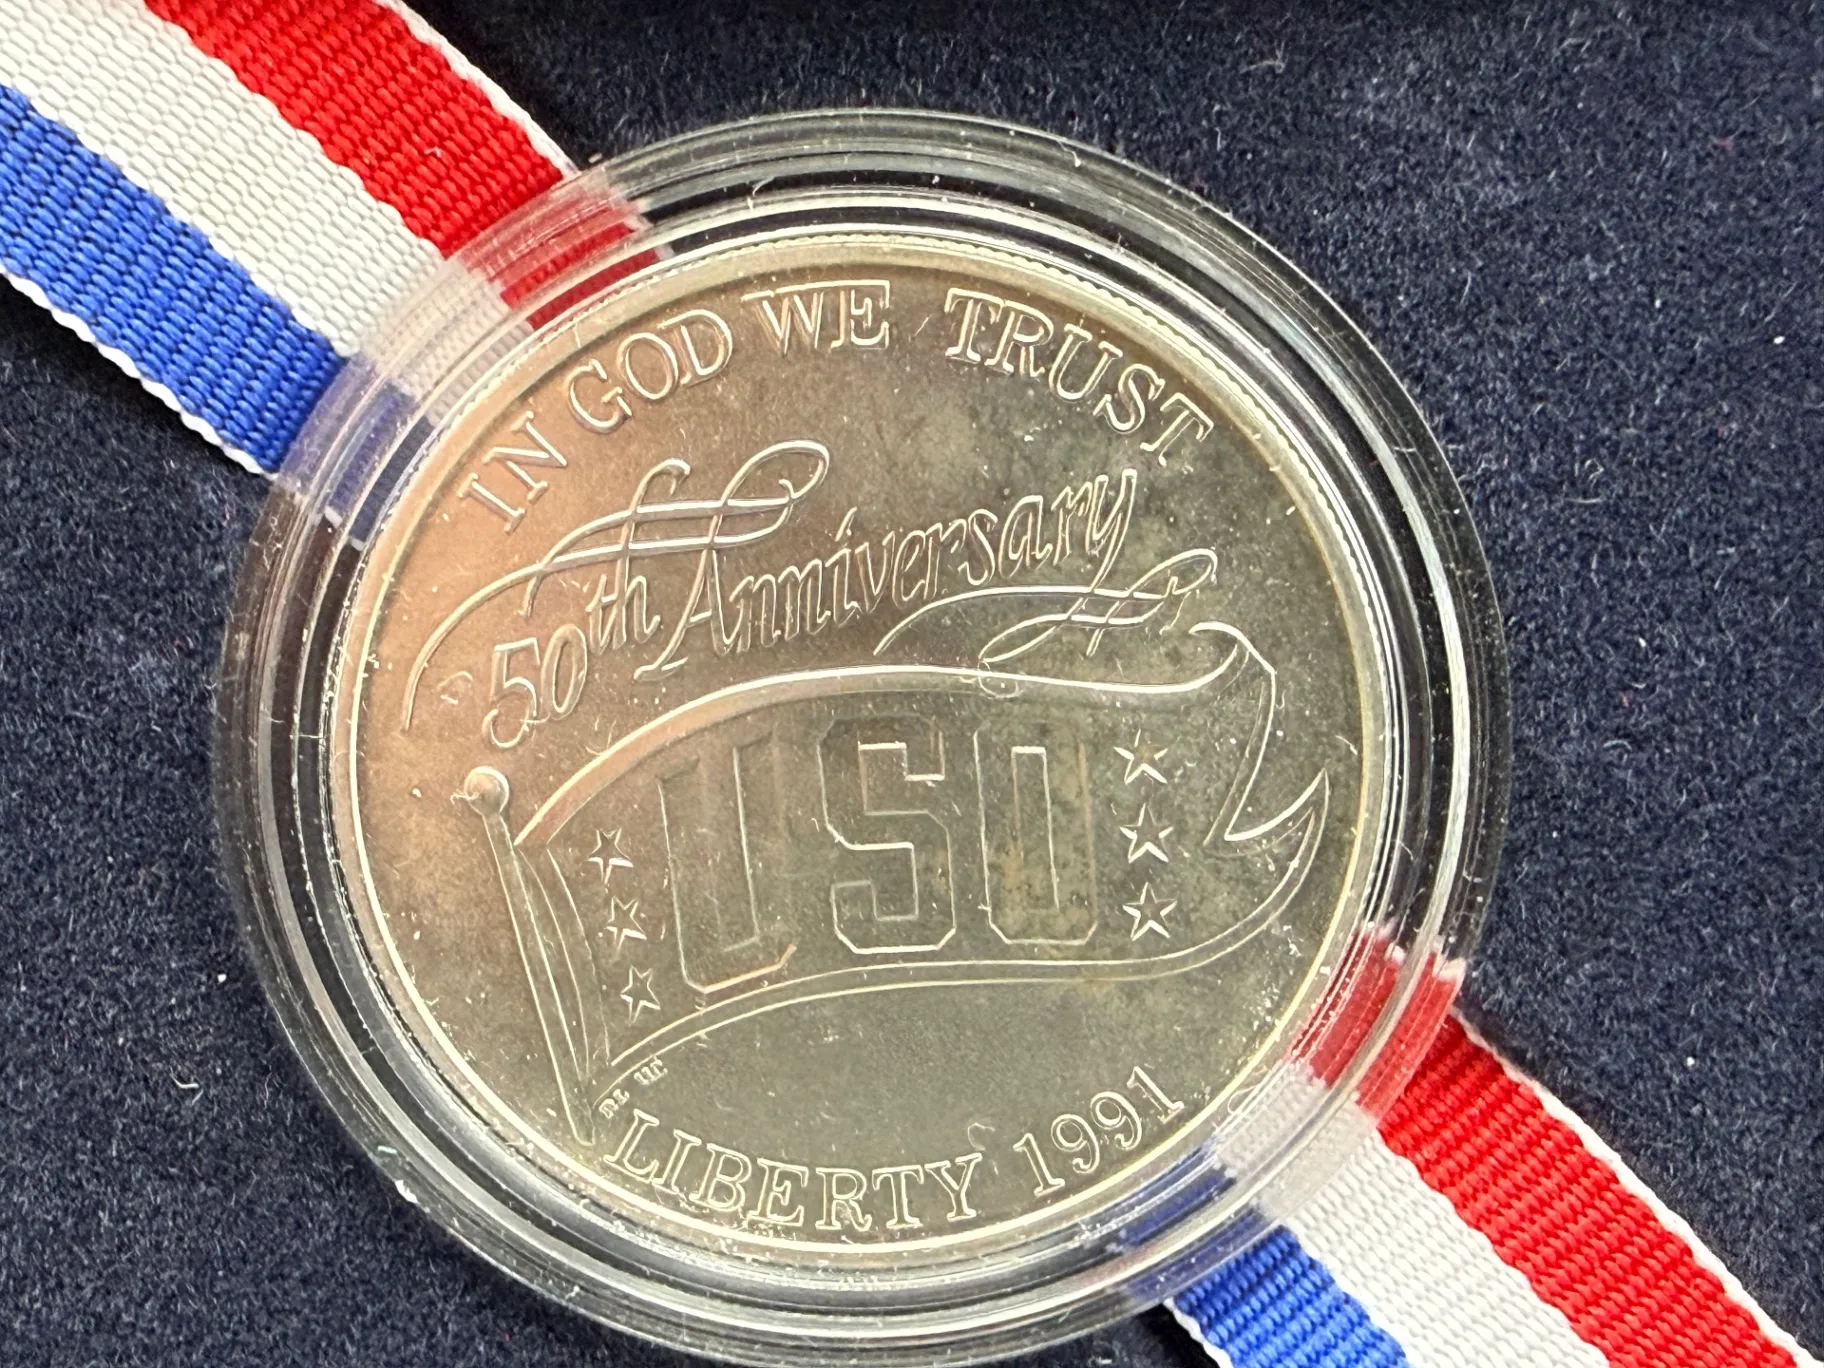 IN GOD WE TRUST
50th Anniversary
USO
LIBERTY 1991